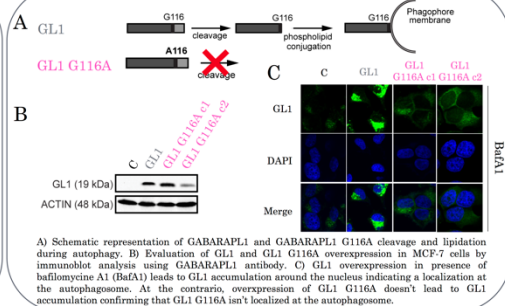 A
GL1
G116
cleavage
G116
phospholipid
conjugation
G116
Phagophore
membrane
GL1 G116A
A116
cleavage
B
C
GL1
GL1 G116A c1
GL1 G116A c2
GL1 (19 kDa)
ACTIN (48 kDa)
C
C
GL1
GL1
G116A c1
GL1
G116A c2
GL1
DAPI
Merge
BafA1
A) Schematic representation of GABARAPL1 and GABARAPL1 G116A cleavage and lipidation
during autophagy. B) Evaluation of GL1 and GL1 G116A overexpression in MCF-7 cells by
immunoblot analysis using GABARAPL1 antibody. C) GL1 overexpression in presence of
bafilomycine A1 (BafA1) leads to GL1 accumulation around the nucleus indicating a localization at
the autophagosome. At the contrario, overexpression of GL1 G116A doesn't lead to GL1
accumulation confirming that GL1 G116A isn't localized at the autophagosome.